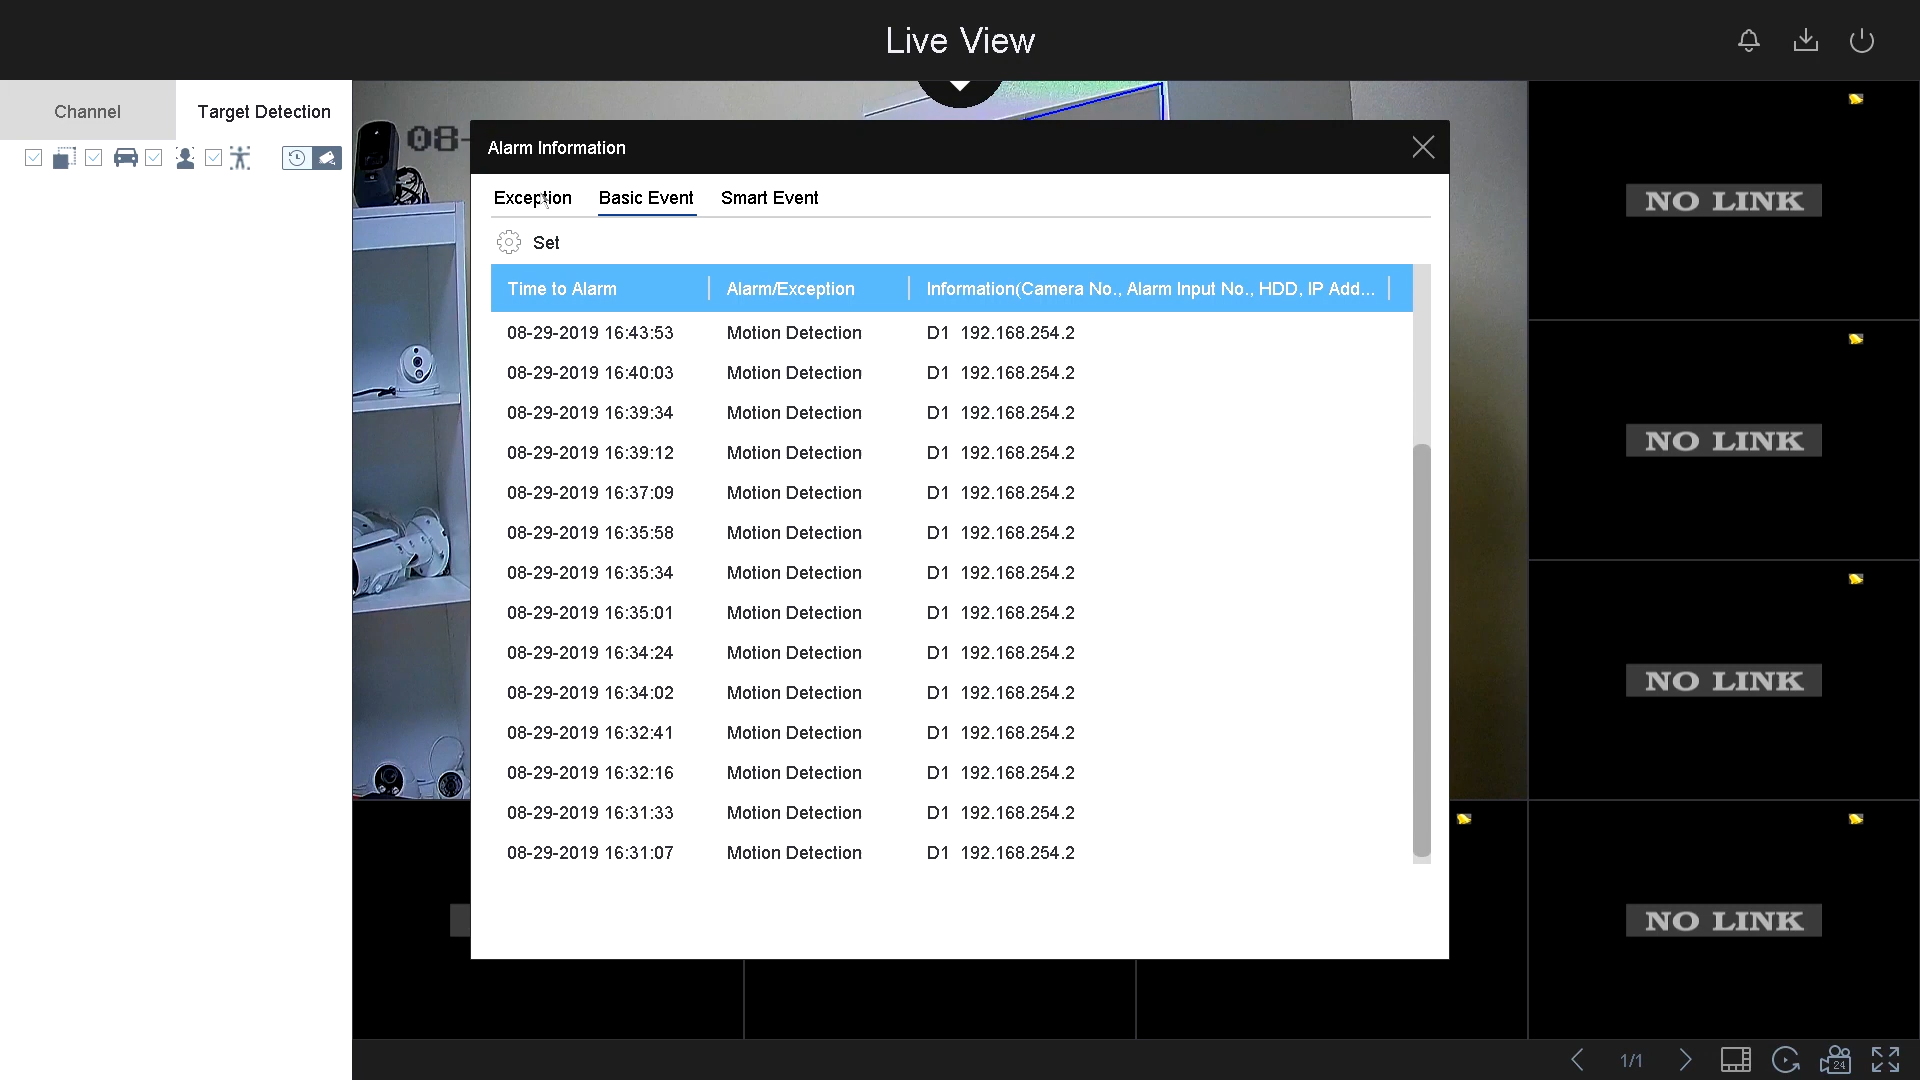 Live View
Channel
Target Detection
08-
Alarm Information
Exception Basic Event Smart Event
Set
Time to Alarm Alarm/Exception Information(Camera No., Alarm Input No., HDD, IP Add...
08-29-2019 16:43:53 Motion Detection D1 192.168.254.2
08-29-2019 16:40:03 Motion Detection D1 192.168.254.2
08-29-2019 16:39:34 Motion Detection D1 192.168.254.2
08-29-2019 16:39:12 Motion Detection D1 192.168.254.2
08-29-2019 16:37:09 Motion Detection D1 192.168.254.2
08-29-2019 16:35:58 Motion Detection D1 192.168.254.2
08-29-2019 16:35:34 Motion Detection D1 192.168.254.2
08-29-2019 16:35:01 Motion Detection D1 192.168.254.2
08-29-2019 16:34:24 Motion Detection D1 192.168.254.2
08-29-2019 16:34:02 Motion Detection D1 192.168.254.2
08-29-2019 16:32:41 Motion Detection D1 192.168.254.2
08-29-2019 16:32:16 Motion Detection D1 192.168.254.2
08-29-2019 16:31:33 Motion Detection D1 192.168.254.2
08-29-2019 16:31:07 Motion Detection D1 192.168.254.2
NO LINK
NO LINK
NO LINK
NO LINK
1/1
24